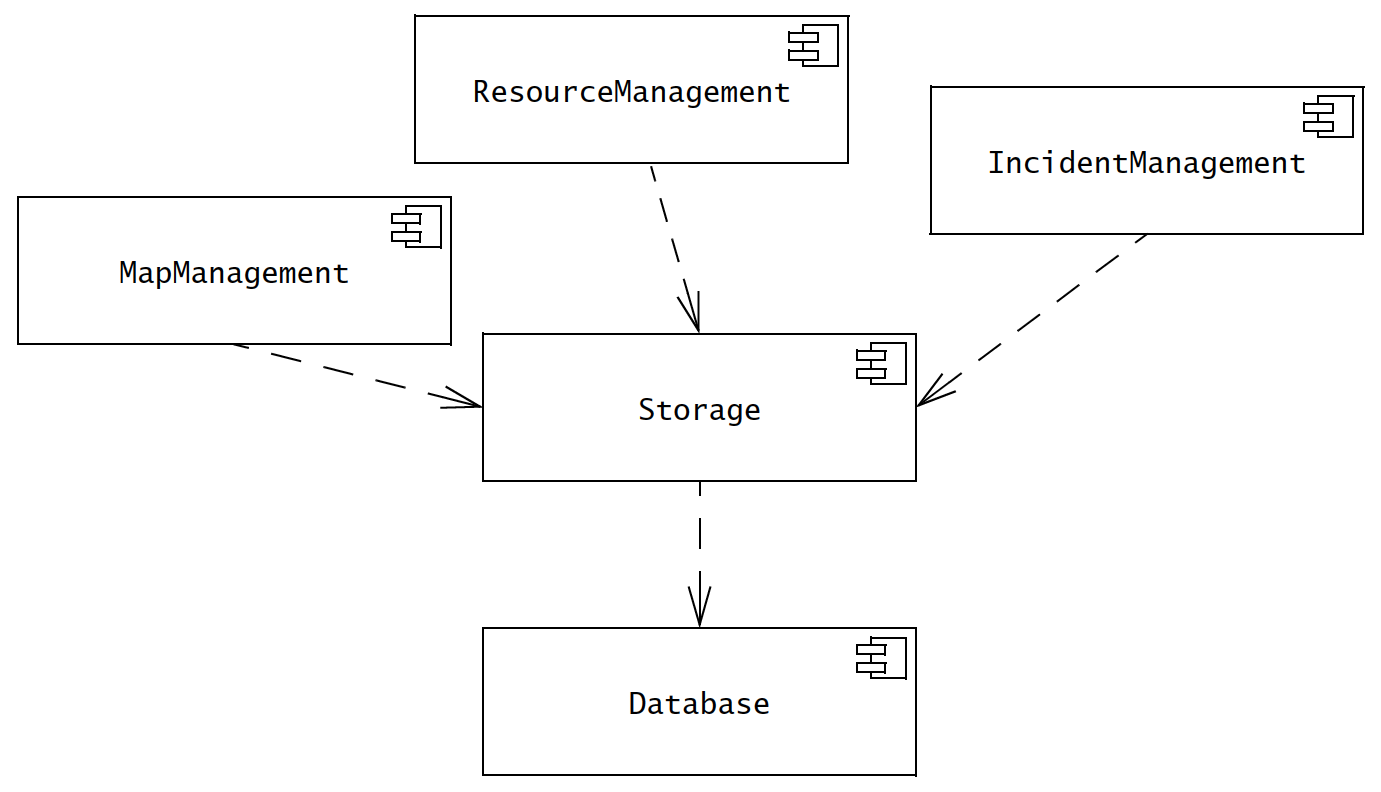 ResourceManagement
IncidentManagement
MapManagement
Storage
Database